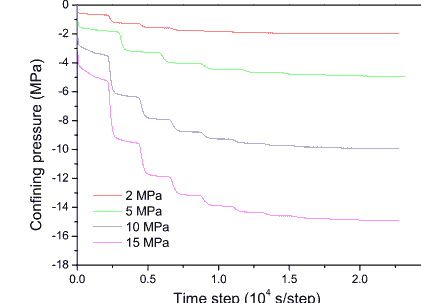 0
-2
-4
-6
-8
-10
-12
-14
-16
-18
Confining pressure (MPa)
2 MPa
5 MPa
10 MPa
15 MPa
0.0 0.5 1.0 1.5 2.0
Time step (10⁴ s/step)